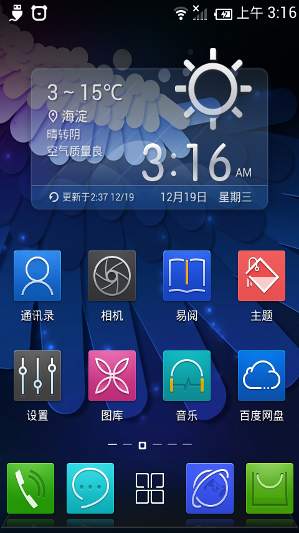 上午 3:16
3 ~ 15℃
海淀
晴转阴
空气质量良
3:16 AM
更新于2:37 12/19
12月19日 星期三
通讯录 相机 易阅 主题
设置 图库 音乐 百度网盘